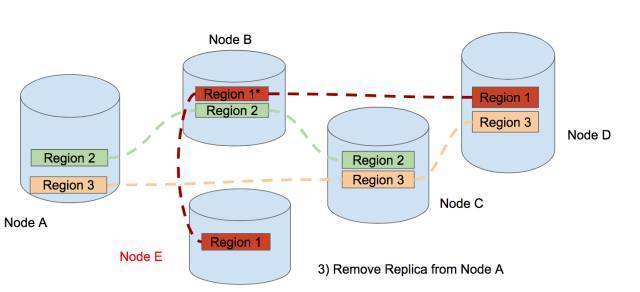 Node B
Region 1*
Region 2
Region 1
Region 3
Node D
Region 2
Region 3
Node A
Region 2
Region 3
Node C
Region 1
Node E
3) Remove Replica from Node A